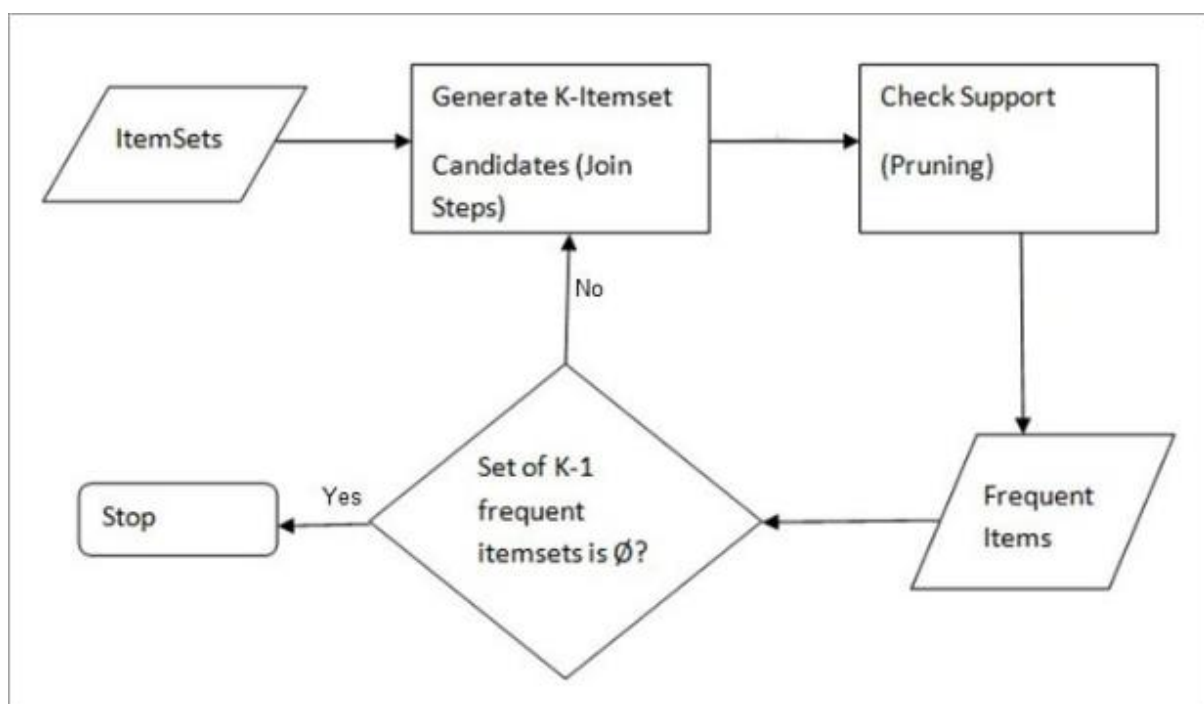 ItemSets
Generate K-Itemset
Candidates (Join
Steps)
Check Support
(Pruning)
No
Set of K-1
frequent
itemsets is Ø?
Yes
Stop
Frequent
Items